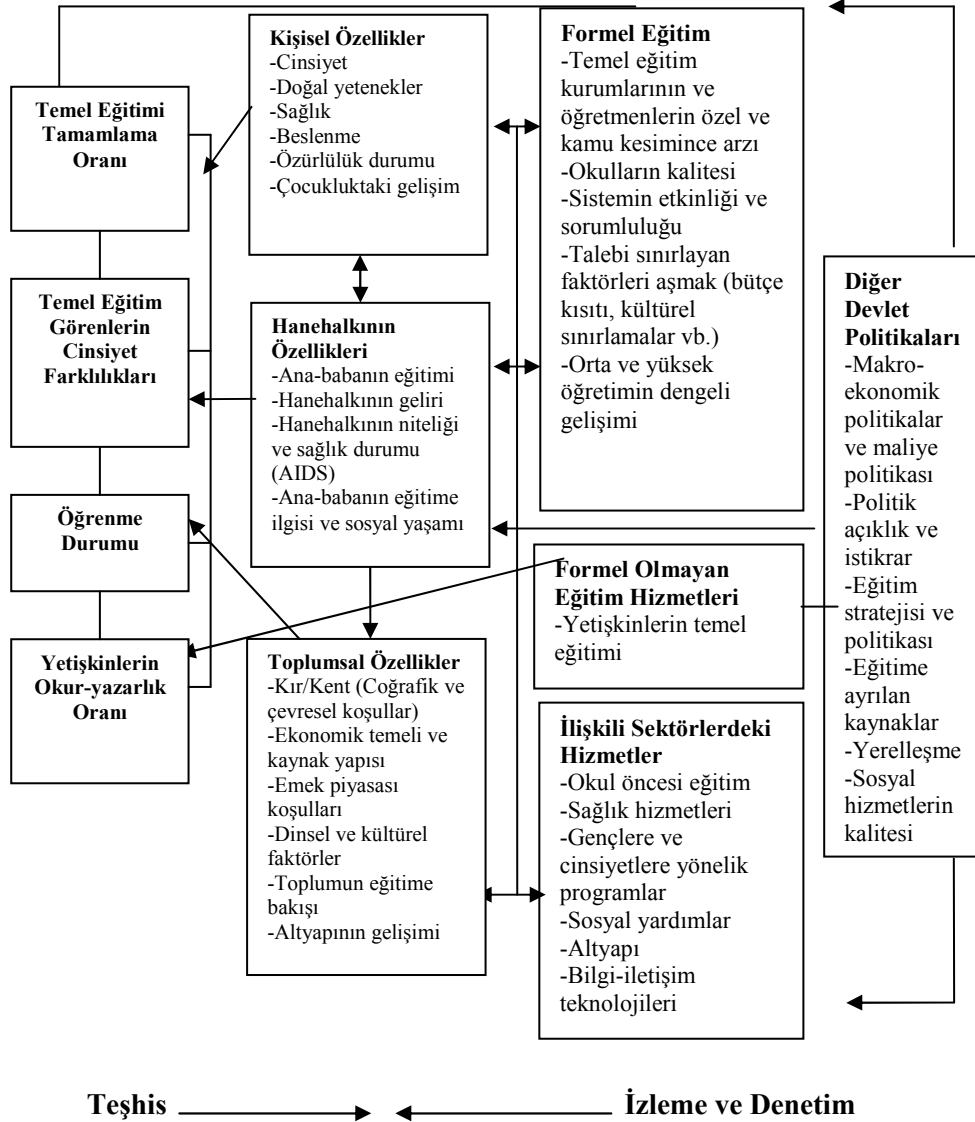 Temel Eğitimi
Tamamlama
Oranı
Temel Eğitim
Görenlerin
Cinsiyet
Farklılıkları
Öğrenme
Durumu
Yetişkinlerin
Okur-yazarlık
Oranı
Kişisel Özellikler
-Cinsiyet
-Doğal yetenekler
-Sağlık
-Beslenme
-Özürlülük durumu
-Çocukluktaki gelişim
Hanehalkının
Özellikleri
-Ana-babanın eğitimi
-Hanehalkının geliri
-Hanehalkının niteliği
ve sağlık durumu
(AIDS)
-Ana-babanın eğitime
ilgisi ve sosyal yaşamı
Toplumsal Özellikler
-Kır/Kent (Coğrafik ve
çevresel koşullar)
-Ekonomik temeli ve
kaynak yapısı
-Emek piyasası
koşulları
-Dinsel ve kültürel
faktörler
-Toplumun eğitime
bakışı
-Altyapının gelişimi
Formel Eğitim
-Temel eğitim
kurumlarının ve
öğretmenlerin özel ve
kamu kesimince arzı
-Okulların kalitesi
-Sistemin etkinliği ve
sorumluluğu
-Talebi sınırlayan
faktörleri aşmak (bütçe
kısıtı, kültürel
sınırlamalar vb.)
-Orta ve yüksek
öğretimin dengeli
gelişimi
Formel Olmayan
Eğitim Hizmetleri
-Yetişkinlerin temel
eğitimi
İlişkili Sektörlerdeki
Hizmetler
-Okul öncesi eğitim
-Sağlık hizmetleri
-Gençlere ve
cinsiyetlere yönelik
programlar
-Sosyal yardımlar
-Altyapı
-Bilgi-iletişim
teknolojileri
Diğer
Devlet
Politikaları
-Makro-
ekonomik
politikalar
ve maliye
politikası
-Politik
açıklık ve
istikrar
-Eğitim
stratejisi ve
politikası
-Eğitime
ayrılan
kaynaklar
-Yerelleşme
-Sosyal
hizmetlerin
kalitesi
Teşhis
İzleme ve Denetim